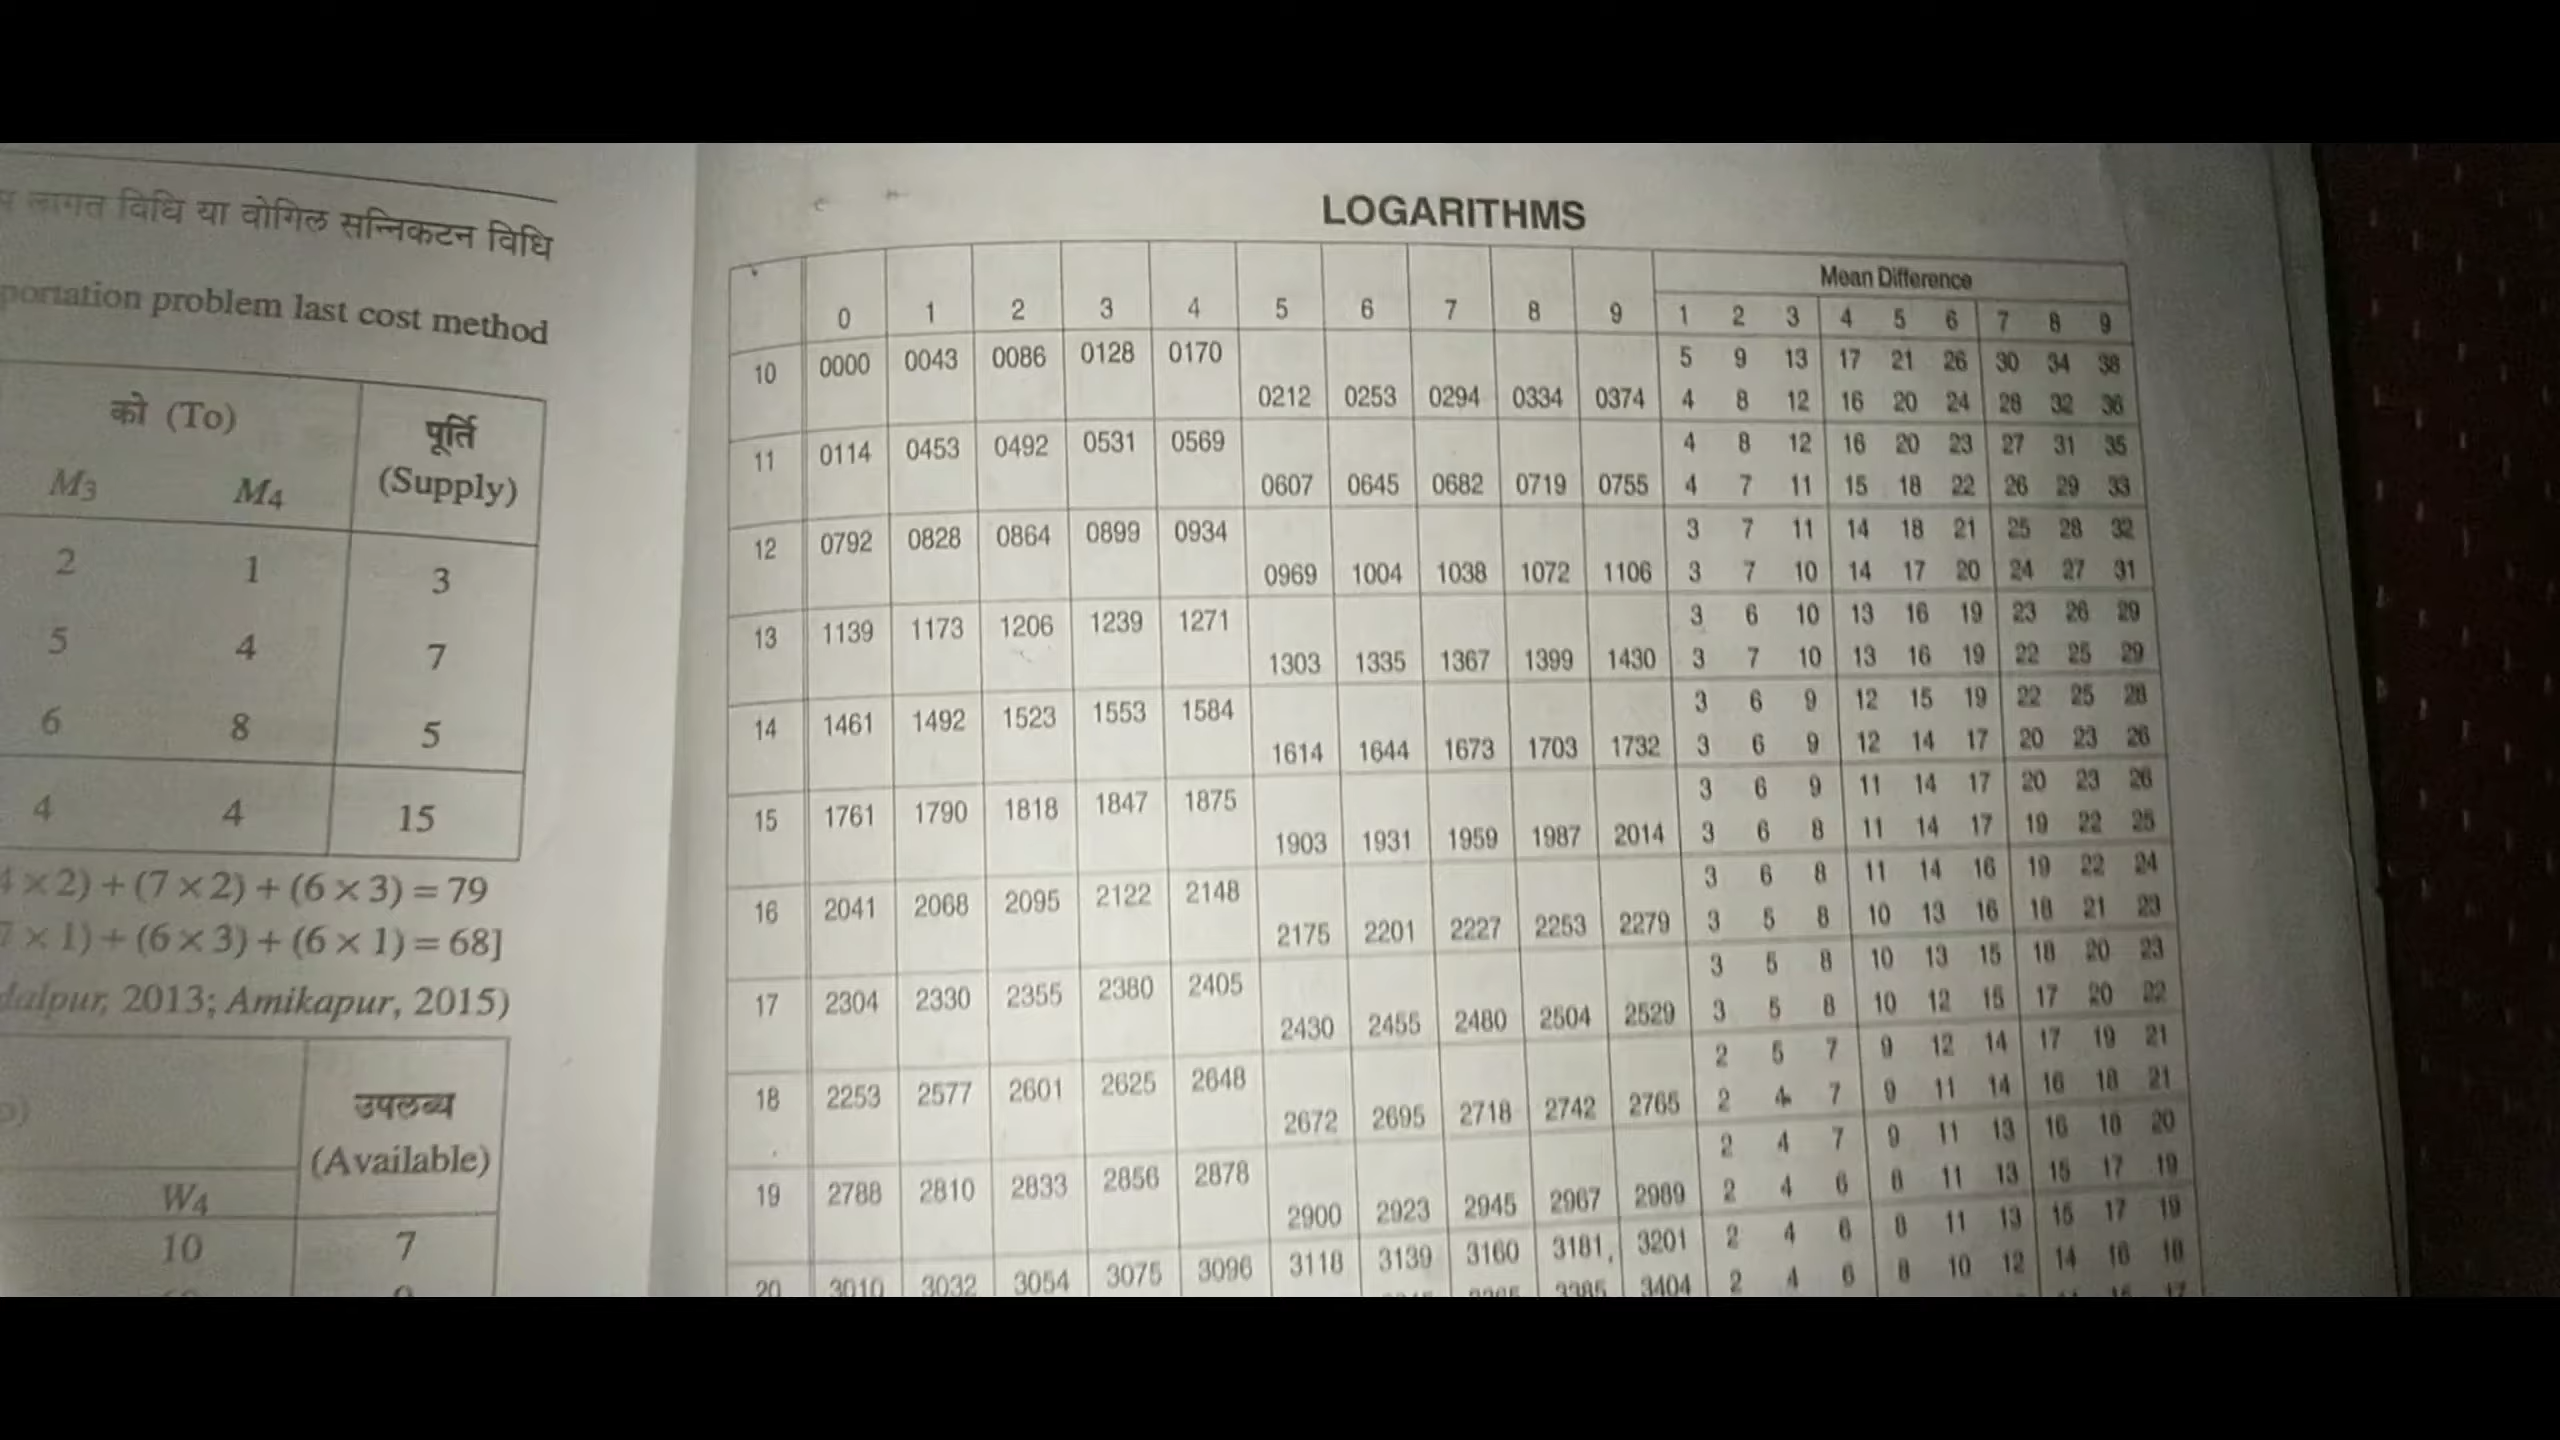 लागत विधि या वोगिल सन्निकटन विधि
portation problem last cost method
को (To) पूर्ति
M3 M4 (Supply)
2 1 3
5 4 7
6 8 5
4 4 15
4 × 2) + (7 × 2) + (6 × 3) = 79
7 × 1) + (6 × 3) + (6 × 1) = 68]
dalpur, 2013; Amikapur, 2015)
उपलब्य
(Available)
W4
10 7
LOGARITHMS
Mean Difference
0 1 2 3 4 5 6 7 8 9 1 2 3 4 5 6 7 8 9
10 0000 0043 0086 0128 0170 5 9 13 17 21 26 30 34 38
0212 0253 0294 0334 0374 4 8 12 16 20 24 28 32 36
11 0114 0453 0492 0531 0569 4 8 12 16 20 23 27 31 35
0607 0645 0682 0719 0755 4 7 11 15 18 22 26 29 33
12 0792 0828 0864 0899 0934 3 7 11 14 18 21 25 28 32
0969 1004 1038 1072 1106 3 7 10 14 17 20 24 27 31
13 1139 1173 1206 1239 1271 3 6 10 13 16 19 23 26 29
1303 1335 1367 1399 1430 3 7 10 13 16 19 22 25 29
14 1461 1492 1523 1553 1584 3 6 9 12 15 19 22 25 28
1614 1644 1673 1703 1732 3 6 9 12 14 17 20 23 26
15 1761 1790 1818 1847 1875 3 6 9 11 14 17 20 23 26
1903 1931 1959 1987 2014 3 6 8 11 14 17 19 22 25
16 2041 2068 2095 2122 2148 3 6 8 11 14 16 19 22 24
2175 2201 2227 2253 2279 3 5 8 10 13 16 18 21 23
17 2304 2330 2355 2380 2405 3 5 8 10 13 15 18 20 23
2430 2455 2480 2504 2529 3 5 8 10 12 15 17 20 22
18 2253 2577 2601 2625 2648 2 5 7 9 12 14 17 19 21
2672 2695 2718 2742 2765 2 4 7 9 11 14 16 18 21
19 2788 2810 2833 2856 2878 2 4 7 9 11 13 16 18 20
2900 2923 2945 2967 2989 2 4 6 8 11 13 15 17 19
20 3010 3032 3054 3075 3096 3118 3139 3160 3181 3201 2 4 6 8 11 13 15 17 19
3385 3404 2 4 6 8 10 12 14 16 18